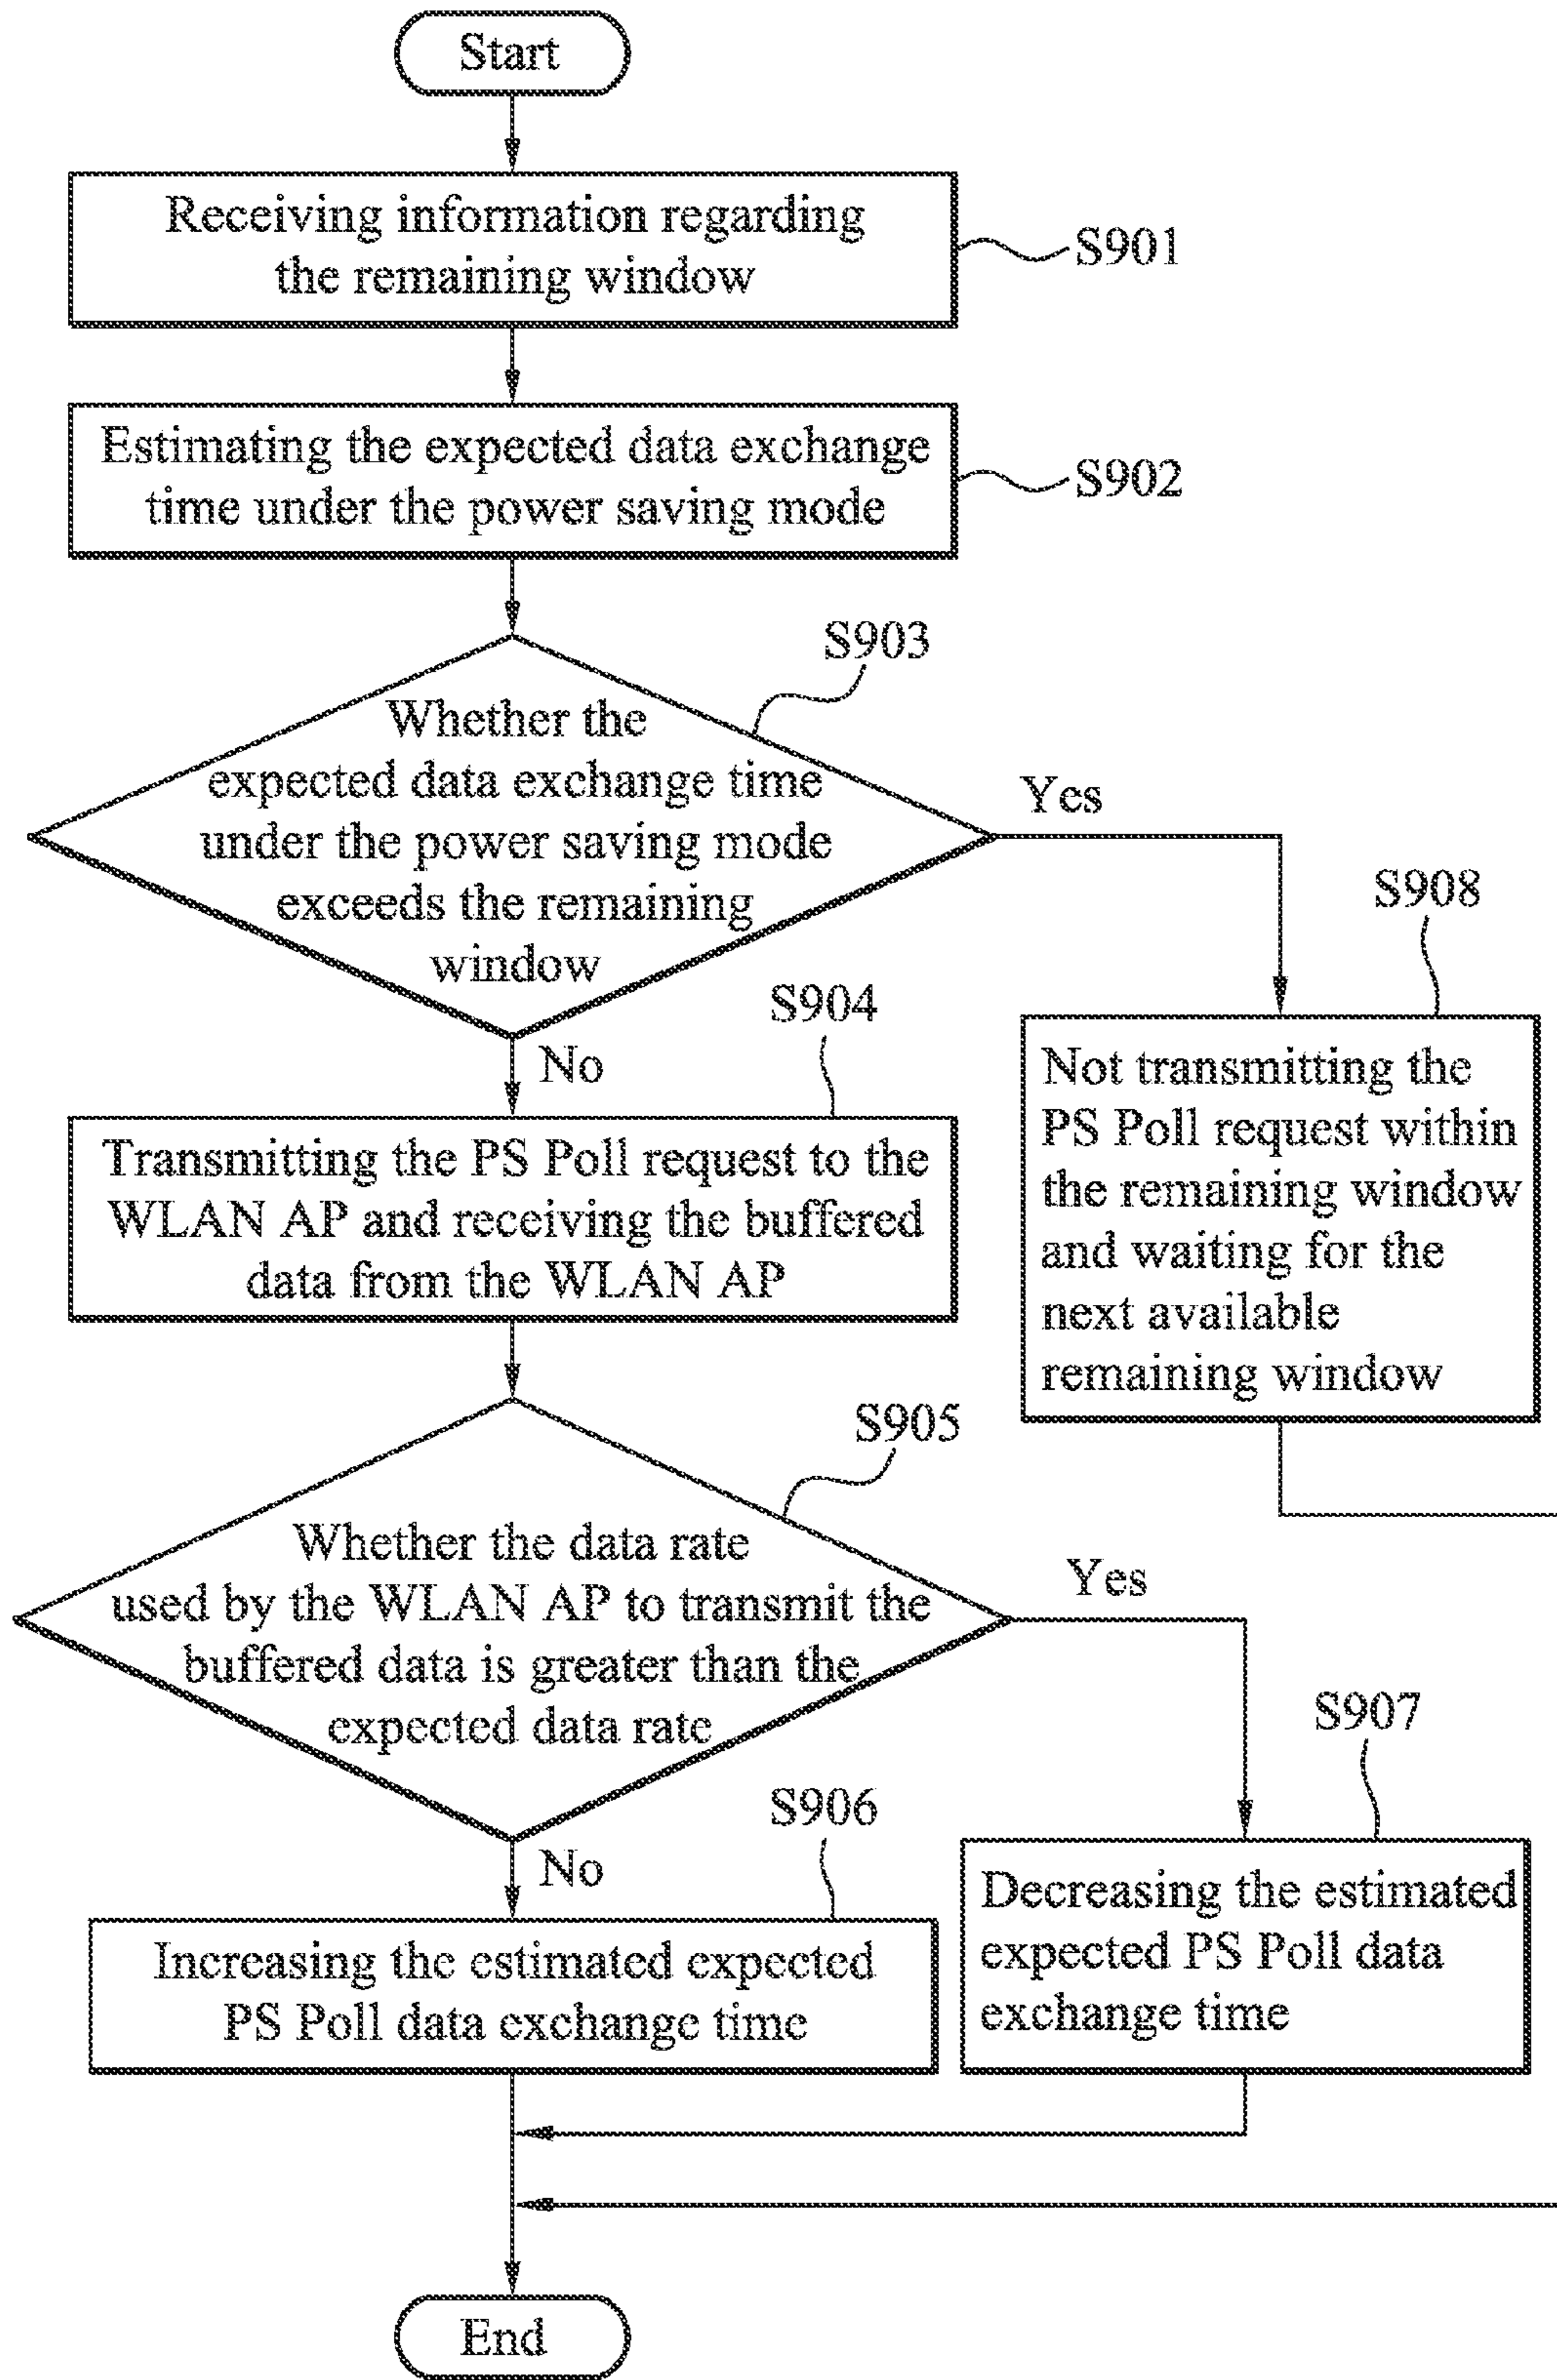 Start
Receiving information regarding
the remaining window
S901
Estimating the expected data exchange
time under the power saving mode
S902
S903
Whether the
expected data exchange time
under the power saving mode
exceeds the remaining
window
Yes
No
S908
Not transmitting the
PS Poll request within
the remaining window
and waiting for the
next available
remaining window
S904
Transmitting the PS Poll request to the
WLAN AP and receiving the buffered
data from the WLAN AP
S905
Whether the data rate
used by the WLAN AP to transmit the
buffered data is greater than the
expected data rate
Yes
No
S907
Decreasing the estimated
expected PS Poll data
exchange time
S906
Increasing the estimated expected
PS Poll data exchange time
End